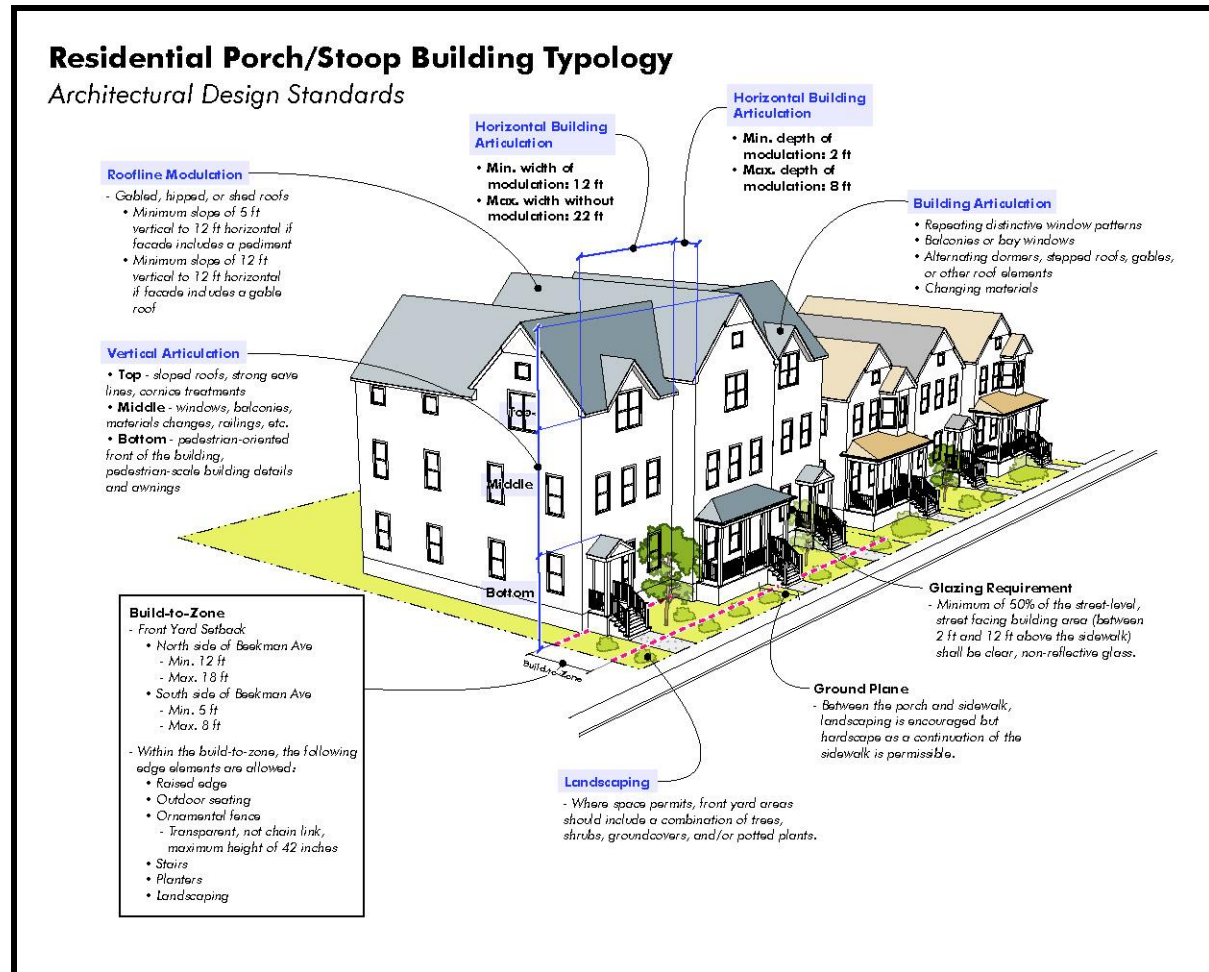 Residential Porch/Stoop Building Typology
Architectural Design Standards
Roofline Modulation
- Gabled, hipped, or shed roofs
• Minimum slope of 5 ft
vertical to 12 ft horizontal if
facade includes a pediment
• Minimum slope of 12 ft
vertical to 12 ft horizontal
if facade includes a gable
roof
Horizontal Building
Articulation
• Min. width of
modulation: 12 ft
• Max. width without
modulation: 22 ft
Horizontal Building
Articulation
• Min. depth of
modulation: 2 ft
• Max. depth of
modulation: 8 ft
Building Articulation
• Repeating distinctive window patterns
• Balconies or bay windows
• Alternating dormers, stepped roofs, gables,
or other roof elements
• Changing materials
Vertical Articulation
• Top - sloped roofs, strong eave
lines, cornice treatments
• Middle - windows, balconies,
materials changes, railings, etc.
• Bottom - pedestrian-oriented
front of the building,
pedestrian-scale building details
and awnings
Top
Middle
Bottom
Build-to-Zone
Build-to-Zone
- Front Yard Setback
• North side of Beekman Ave
- Min. 12 ft
- Max. 18 ft
• South side of Beekman Ave
- Min. 5 ft
- Max. 8 ft
- Within the build-to-zone, the following
edge elements are allowed:
• Raised edge
• Outdoor seating
• Ornamental fence
- Transparent, not chain link,
maximum height of 42 inches
• Stairs
• Planters
• Landscaping
Glazing Requirement
- Minimum of 50% of the street-level,
street facing building area (between
2 ft and 12 ft above the sidewalk)
shall be clear, non-reflective glass.
Ground Plane
- Between the porch and sidewalk,
landscaping is encouraged but
hardscape as a continuation of the
sidewalk is permissible.
Landscaping
- Where space permits, front yard areas
should include a combination of trees,
shrubs, groundcovers, and/or potted plants.